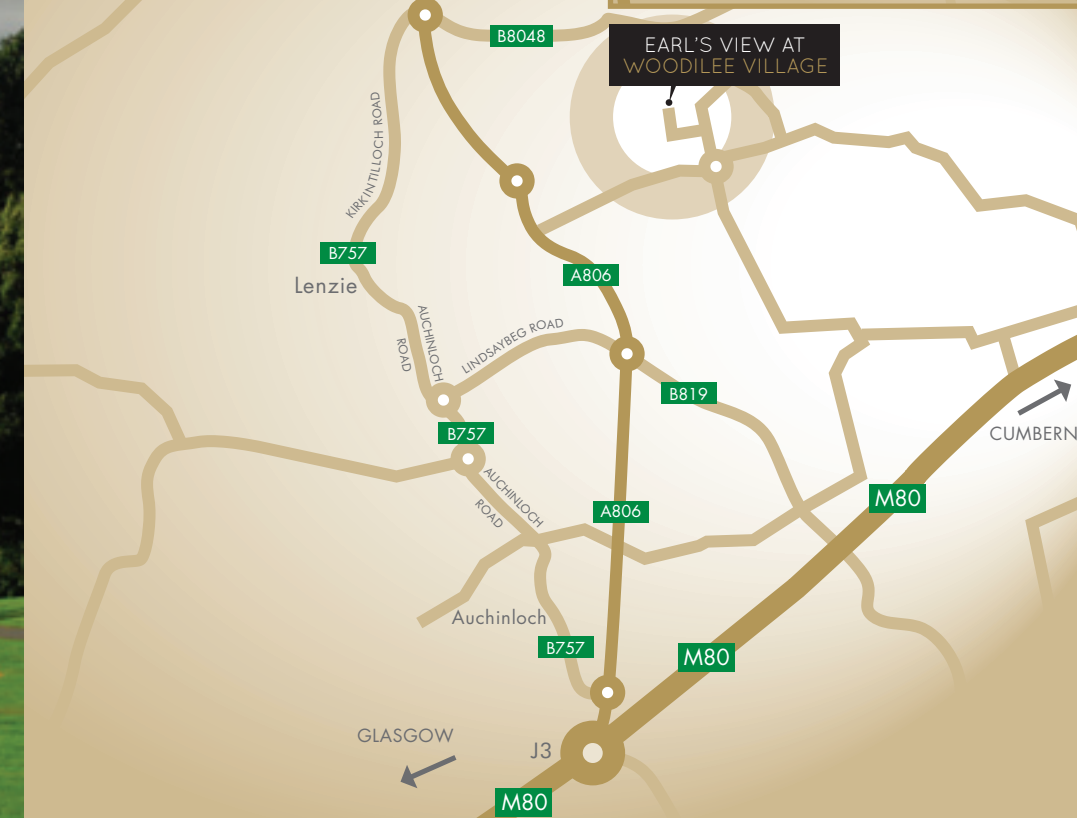 B8048
EARL'S VIEW AT
WOODILEE VILLAGE
KIRKINTILLOCH ROAD
B757
Lenzie
A806
AUCHINLOCH
ROAD
LINDSAYBEG ROAD
B819
B757
CUMBERN
AUCHINLOCH
ROAD
M80
A806
Auchinloch
B757
M80
GLASGOW
J3
M80